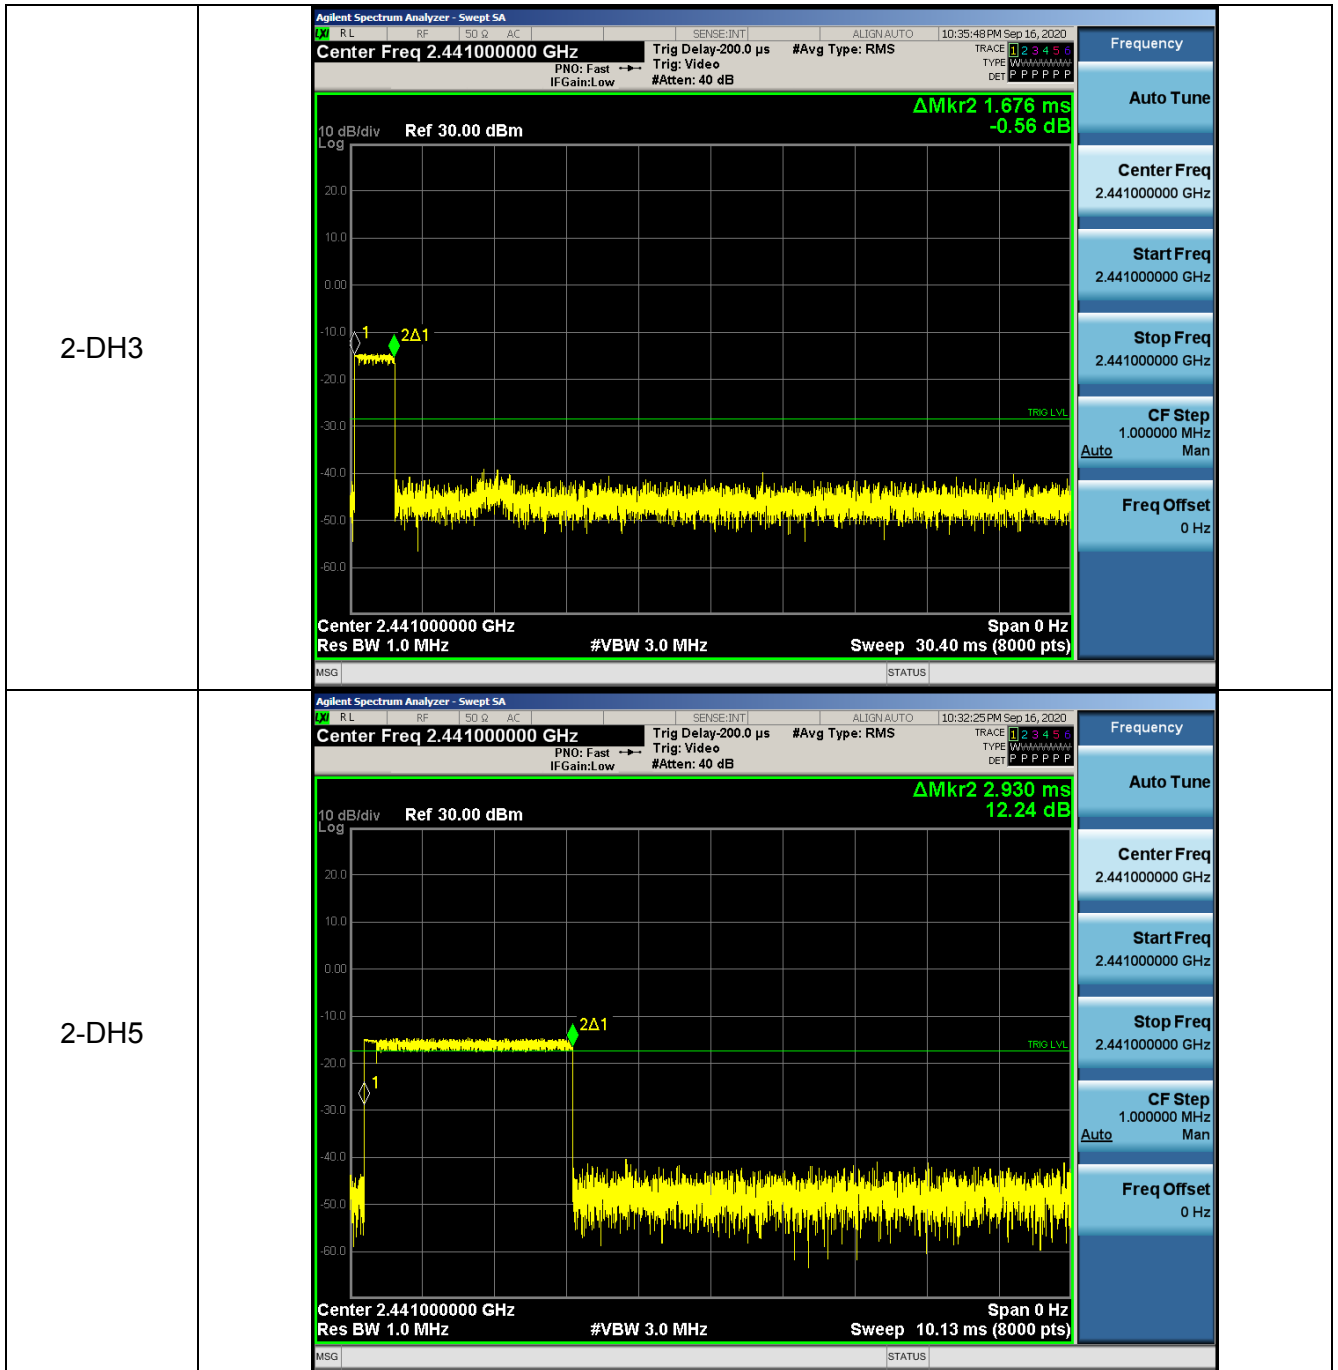 2-DH3
Agilent Spectrum Analyzer - Swept SA
LXI RL RF 50 Ω AC SENSE:INT ALIGN AUTO 10:35:48 PM Sep 16, 2020
Center Freq 2.441000000 GHz
PNO: Fast
IFGain:Low
Trig Delay-200.0 µs
Trig: Video
#Atten: 40 dB
#Avg Type: RMS
TRACE 1 2 3 4 5 6
TYPE W
DET P P P P P P
ΔMkr2 1.676 ms
-0.56 dB
10 dB/div Ref 30.00 dBm
Log
20.0
10.0
0.00
-10.0
-20.0
-30.0
-40.0
-50.0
-60.0
1
2Δ1
TRIG LVL
Center 2.441000000 GHz Span 0 Hz
Res BW 1.0 MHz #VBW 3.0 MHz Sweep 30.40 ms (8000 pts)
MSG STATUS
Frequency
Auto Tune
Center Freq
2.441000000 GHz
Start Freq
2.441000000 GHz
Stop Freq
2.441000000 GHz
CF Step
1.000000 MHz
Auto Man
Freq Offset
0 Hz
2-DH5
Agilent Spectrum Analyzer - Swept SA
LXI RL RF 50 Ω AC SENSE:INT ALIGN AUTO 10:32:25 PM Sep 16, 2020
Center Freq 2.441000000 GHz
PNO: Fast
IFGain:Low
Trig Delay-200.0 µs
Trig: Video
#Atten: 40 dB
#Avg Type: RMS
TRACE 1 2 3 4 5 6
TYPE W
DET P P P P P P
ΔMkr2 2.930 ms
12.24 dB
10 dB/div Ref 30.00 dBm
Log
20.0
10.0
0.00
-10.0
-20.0
-30.0
-40.0
-50.0
-60.0
1
2Δ1
TRIG LVL
Center 2.441000000 GHz Span 0 Hz
Res BW 1.0 MHz #VBW 3.0 MHz Sweep 10.13 ms (8000 pts)
MSG STATUS
Frequency
Auto Tune
Center Freq
2.441000000 GHz
Start Freq
2.441000000 GHz
Stop Freq
2.441000000 GHz
CF Step
1.000000 MHz
Auto Man
Freq Offset
0 Hz